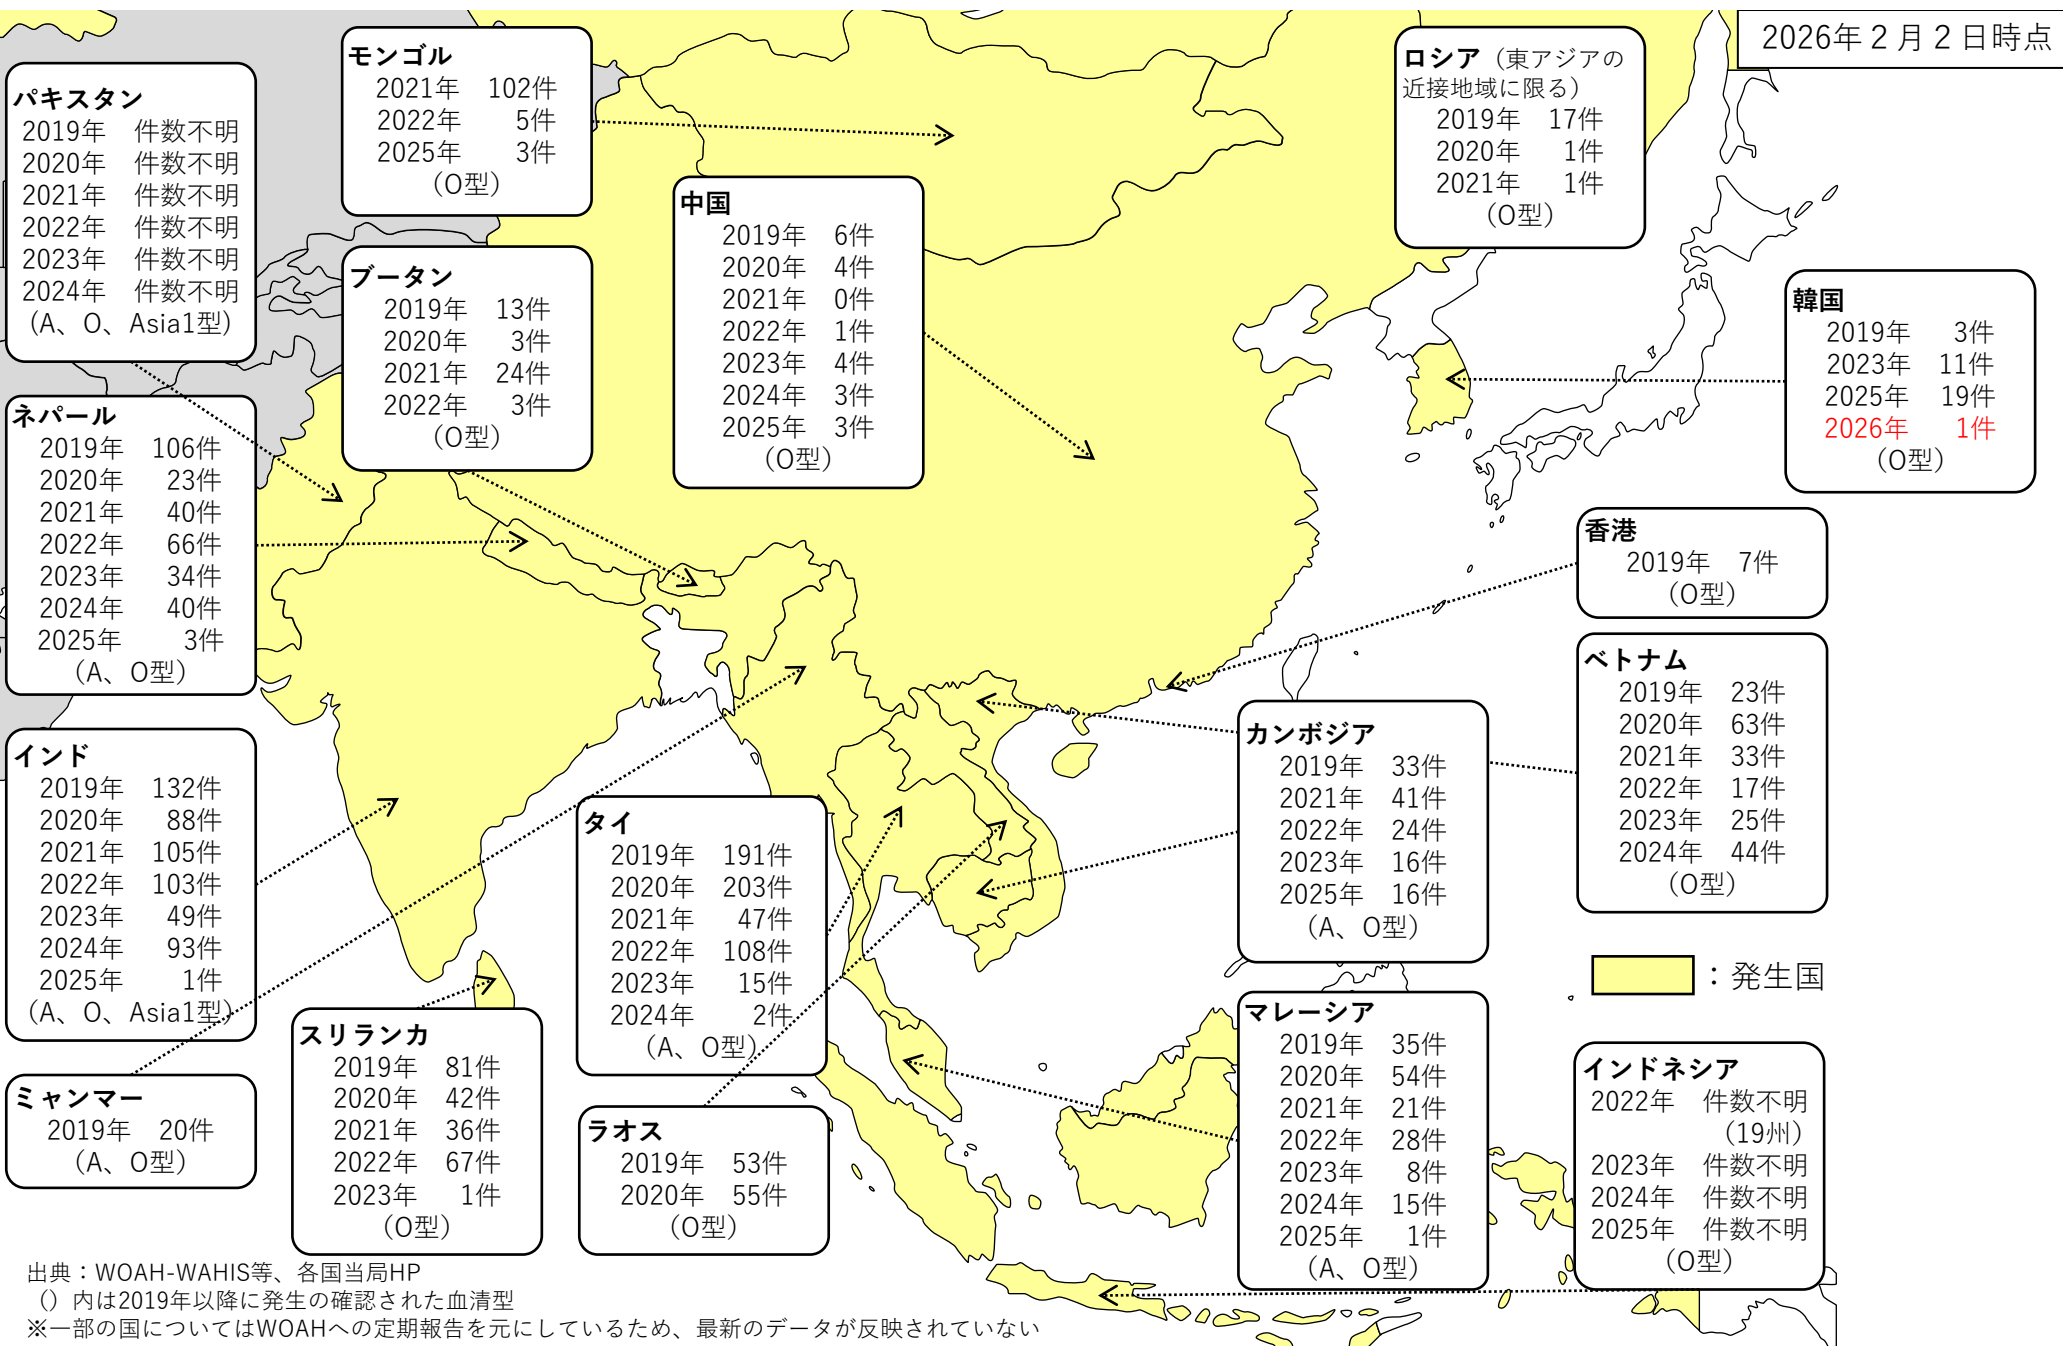 2026年２月２日時点
パキスタン
2019年 件数不明
2020年 件数不明
2021年 件数不明
2022年 件数不明
2023年 件数不明
2024年 件数不明
（A、O、Asia1型）
モンゴル
2021年 102件
2022年 5件
2025年 3件
（O型）
ロシア（東アジアの
近接地域に限る）
2019年 17件
2020年 1件
2021年 1件
（O型）
中国
2019年 6件
2020年 4件
2021年 0件
2022年 1件
2023年 4件
2024年 3件
2025年 3件
（O型）
ブータン
2019年 13件
2020年 3件
2021年 24件
2022年 3件
（O型）
韓国
2019年 3件
2023年 11件
2025年 19件
2026年 1件
（O型）
ネパール
2019年 106件
2020年 23件
2021年 40件
2022年 66件
2023年 34件
2024年 40件
2025年 3件
（A、O型）
香港
2019年 7件
（O型）
ベトナム
2019年 23件
2020年 63件
2021年 33件
2022年 17件
2023年 25件
2024年 44件
（O型）
カンボジア
2019年 33件
2021年 41件
2022年 24件
2023年 16件
2025年 16件
（A、O型）
インド
2019年 132件
2020年 88件
2021年 105件
2022年 103件
2023年 49件
2024年 93件
2025年 1件
（A、O、Asia1型）
タイ
2019年 191件
2020年 203件
2021年 47件
2022年 108件
2023年 15件
2024年 2件
（A、O型）
：発生国
マレーシア
2019年 35件
2020年 54件
2021年 21件
2022年 28件
2023年 8件
2024年 15件
2025年 1件
（A、O型）
スリランカ
2019年 81件
2020年 42件
2021年 36件
2022年 67件
2023年 1件
（O型）
インドネシア
2022年 件数不明
（19州）
2023年 件数不明
2024年 件数不明
2025年 件数不明
（O型）
ミャンマー
2019年 20件
（A、O型）
ラオス
2019年 53件
2020年 55件
（O型）
出典：WOAH-WAHIS等、各国当局HP
（）内は2019年以降に発生の確認された血清型
※一部の国についてはWOAHへの定期報告を元にしているため、最新のデータが反映されていない